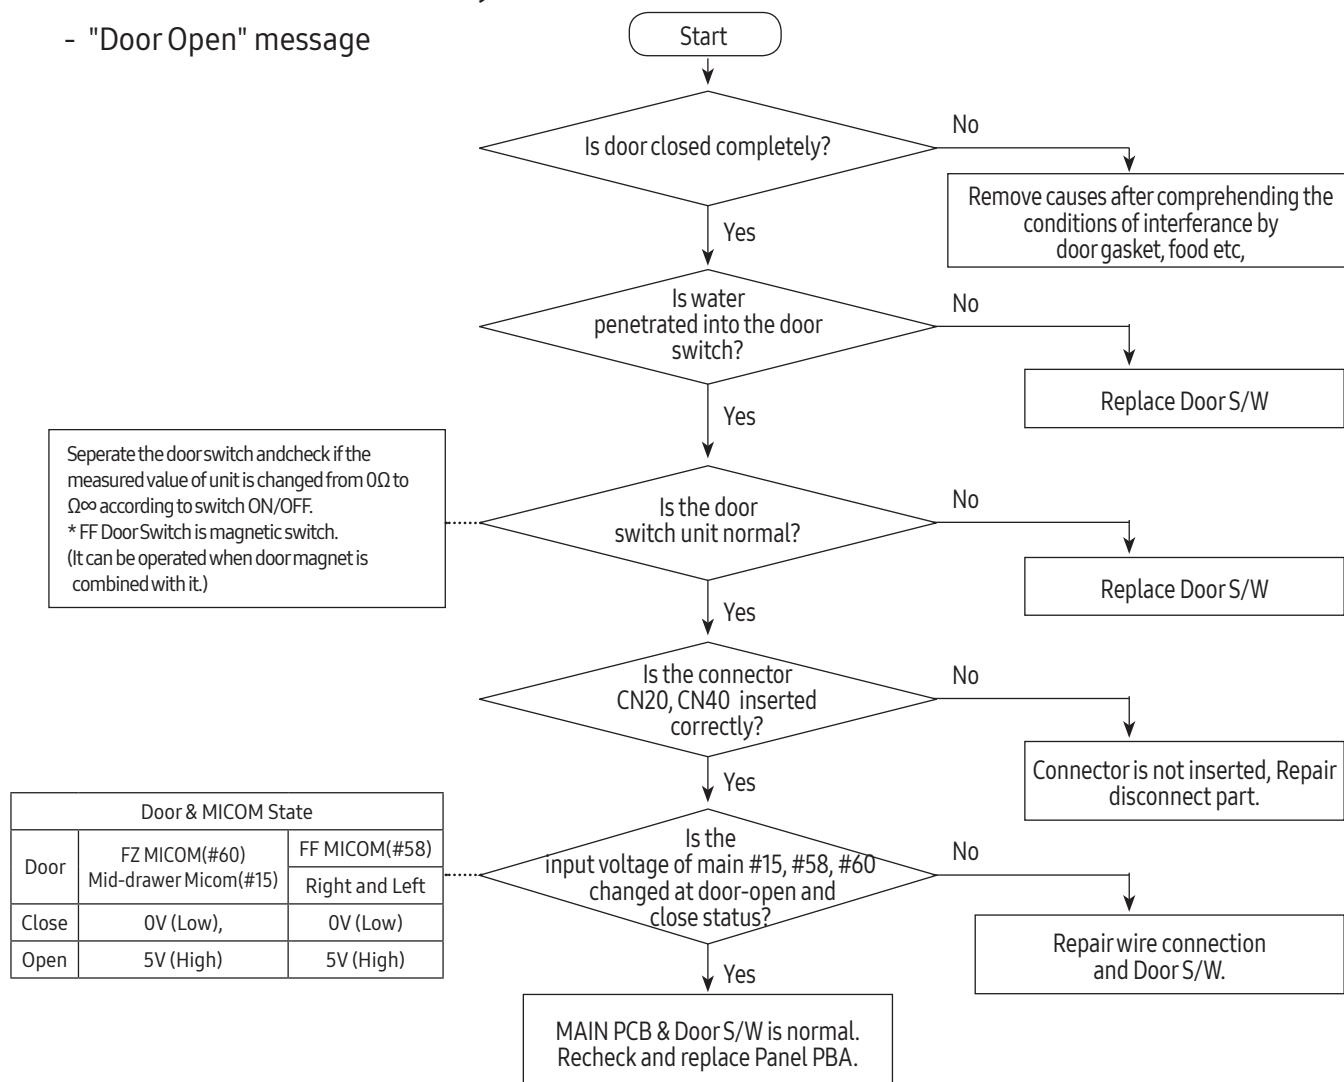 - "Door Open" message
Start
Is door closed completely?
No
Remove causes after comprehending the
conditions of interferance by
door gasket, food etc,
Yes
Is water
penetrated into the door
switch?
No
Replace Door S/W
Yes
Seperate the door switch andcheck if the
measured value of unit is changed from 0Ω to
Ω∞ according to switch ON/OFF.
* FF Door Switch is magnetic switch.
(It can be operated when door magnet is
combined with it.)
Is the door
switch unit normal?
No
Replace Door S/W
Yes
Is the connector
CN20, CN40 inserted
correctly?
No
Connector is not inserted, Repair
disconnect part.
Yes
Door & MICOM State
Door
FZ MICOM(#60)
Mid-drawer Micom(#15)
FF MICOM(#58)
Right and Left
Close
0V (Low),
0V (Low)
Open
5V (High)
5V (High)
Is the
input voltage of main #15, #58, #60
changed at door-open and
close status?
No
Repair wire connection
and Door S/W.
Yes
MAIN PCB & Door S/W is normal.
Recheck and replace Panel PBA.